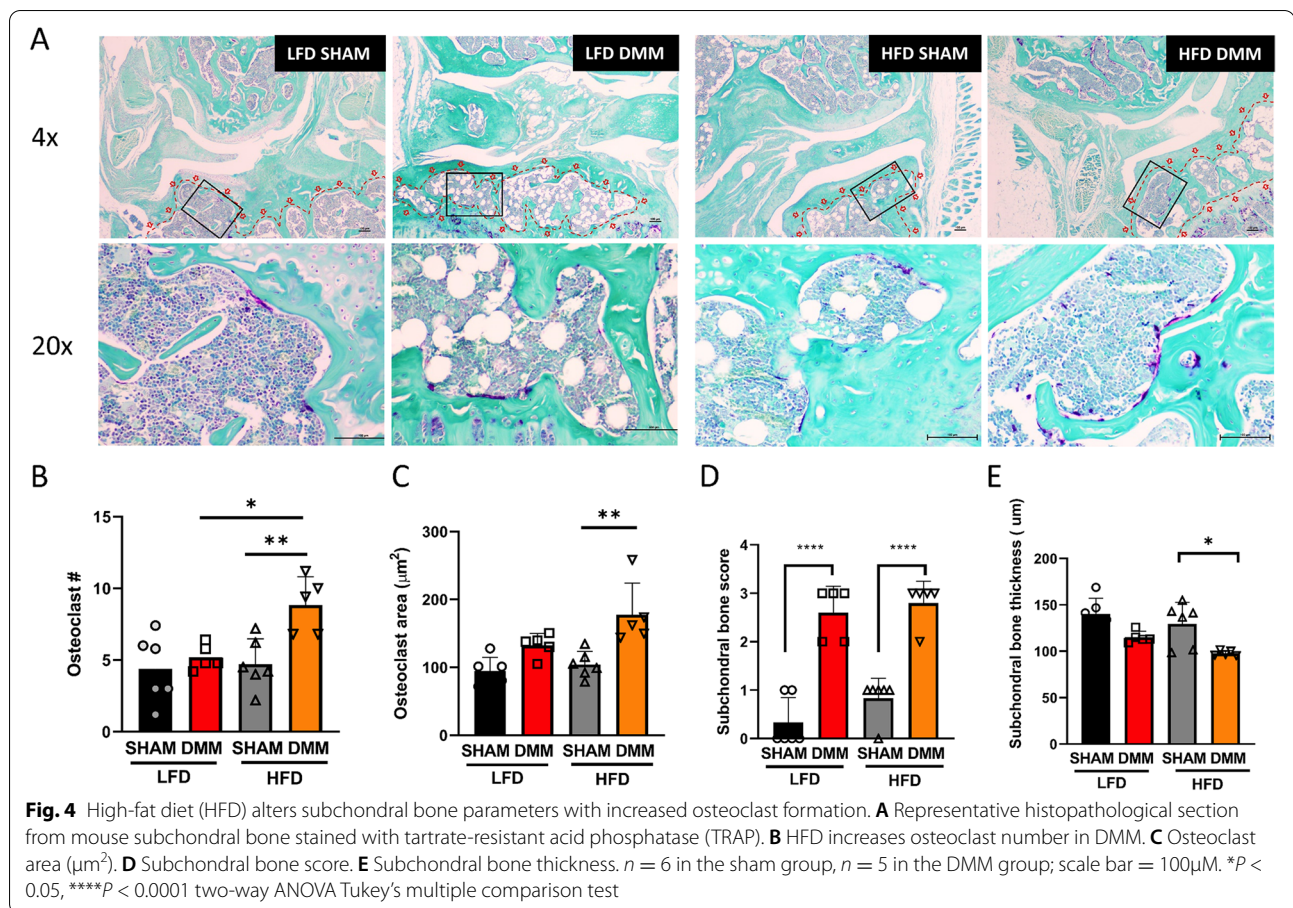 A
LFD SHAM
LFD DMM
HFD SHAM
HFD DMM
4x
20x
B
Osteoclast #
15
10
5
0
SHAM DMM SHAM DMM
LFD HFD
*
**
C
Osteoclast area (μm²)
300
200
100
0
SHAM DMM SHAM DMM
LFD HFD
**
D
Subchondral bone score
4
3
2
1
0
SHAM DMM SHAM DMM
LFD HFD
**** ****
E
Subchondral bone thickness ( um)
200
150
100
50
0
SHAM DMM SHAM DMM
LFD HFD
*
Fig. 4 High-fat diet (HFD) alters subchondral bone parameters with increased osteoclast formation. A Representative histopathological section
from mouse subchondral bone stained with tartrate-resistant acid phosphatase (TRAP). B HFD increases osteoclast number in DMM. C Osteoclast
area (μm²). D Subchondral bone score. E Subchondral bone thickness. n = 6 in the sham group, n = 5 in the DMM group; scale bar = 100μM. *P <
0.05, ****P < 0.0001 two-way ANOVA Tukey's multiple comparison test